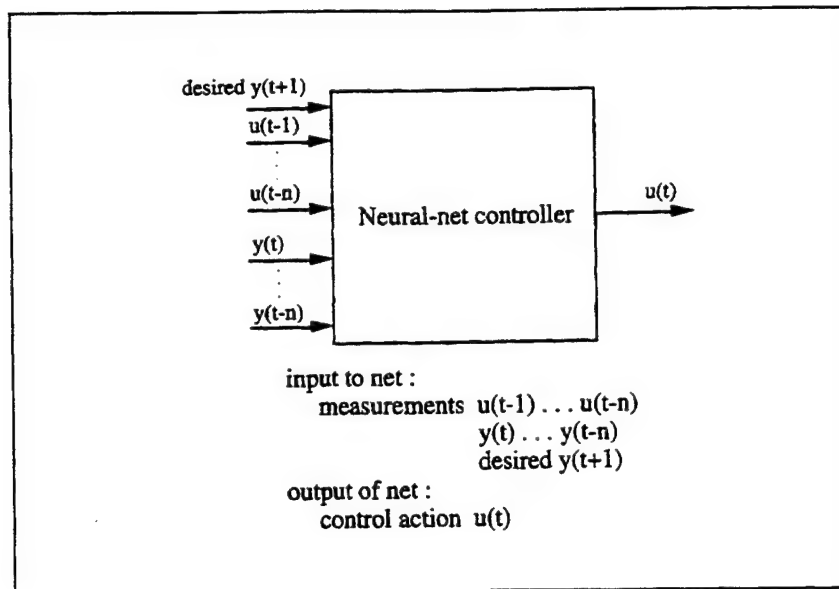 desired y(t+1)
u(t-1)
u(t-n)
y(t)
y(t-n)
Neural-net controller
u(t)
input to net :
measurements u(t-1) . . . u(t-n)
y(t) . . . y(t-n)
desired y(t+1)
output of net :
control action u(t)